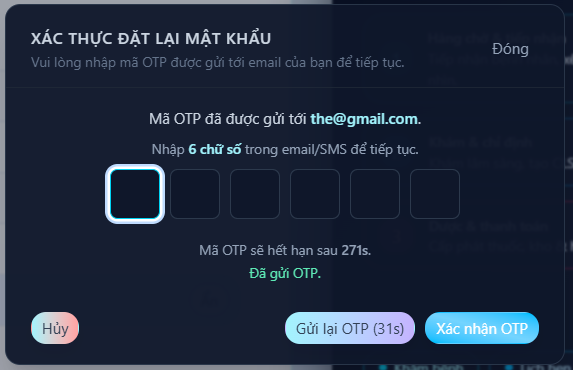 XÁC THỰC ĐẶT LẠI MẬT KHẨU
Đóng
Vui lòng nhập mã OTP được gửi tới email của bạn để tiếp tục.
Mã OTP đã được gửi tới the@gmail.com.
Nhập 6 chữ số trong email/SMS để tiếp tục.
Mã OTP sẽ hết hạn sau 271s.
Đã gửi OTP.
Hủy
Gửi lại OTP (31s)
Xác nhận OTP